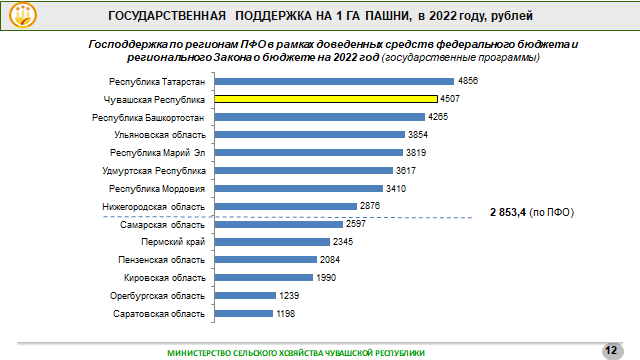 ГОСУДАРСТВЕННАЯ ПОДДЕРЖКА НА 1 ГА ПАШНИ, в 2022 году, рублей
Господдержка по регионам ПФО в рамках доведенных средств федерального бюджета и
регионального Закона о бюджете на 2022 год (государственные программы)
Республика Татарстан 4856
Чувашская Республика 4507
Республика Башкортостан 4265
Ульяновская область 3854
Республика Марий Эл 3819
Удмуртская Республика 3617
Республика Мордовия 3410
Нижегородская область 2876
2 853,4 (по ПФО)
Самарская область 2597
Пермский край 2345
Пензенская область 2084
Кировская область 1990
Оребургская область 1239
Саратовская область 1198
МИНИСТЕРСТВО СЕЛЬСКОГО ХОЗЯЙСТВА ЧУВАШСКОЙ РЕСПУБЛИКИ
12